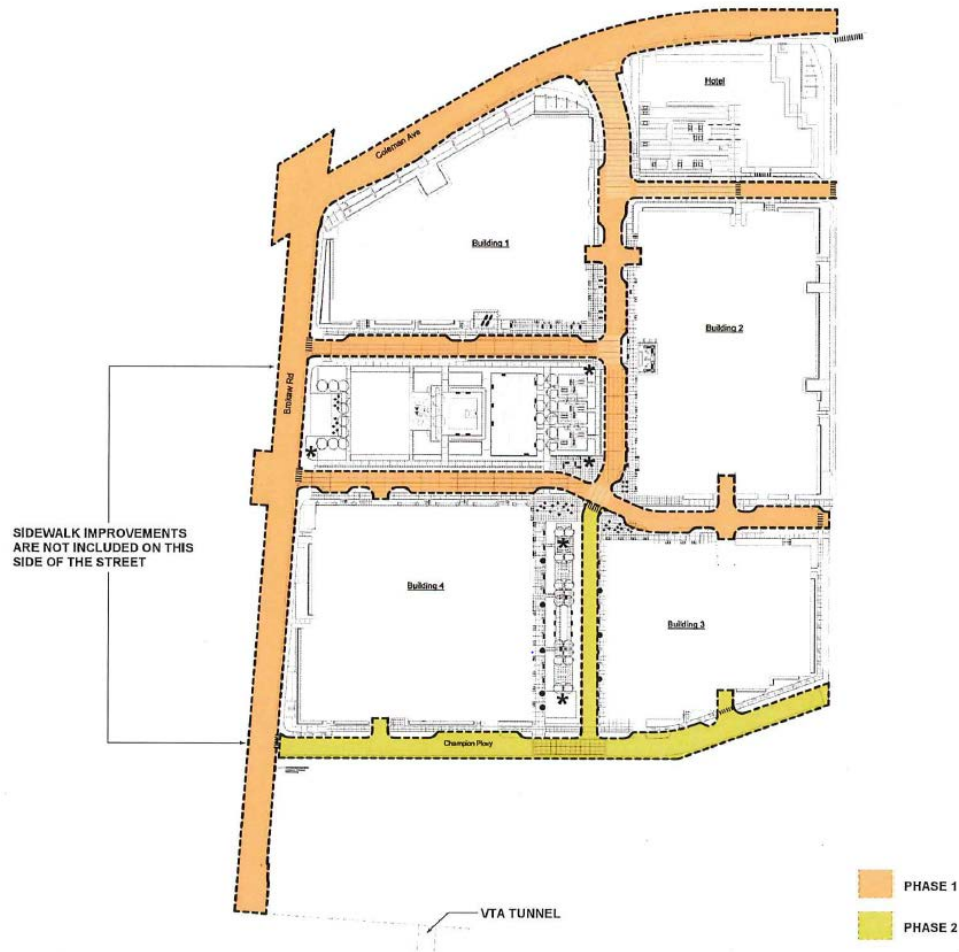 Hotel
Coleman Ave
Building 1
Building 2
Brokaw Rd
SIDEWALK IMPROVEMENTS
ARE NOT INCLUDED ON THIS
SIDE OF THE STREET
Building 4
Building 3
Champion Pkwy
PHASE 1
VTA TUNNEL
PHASE 2